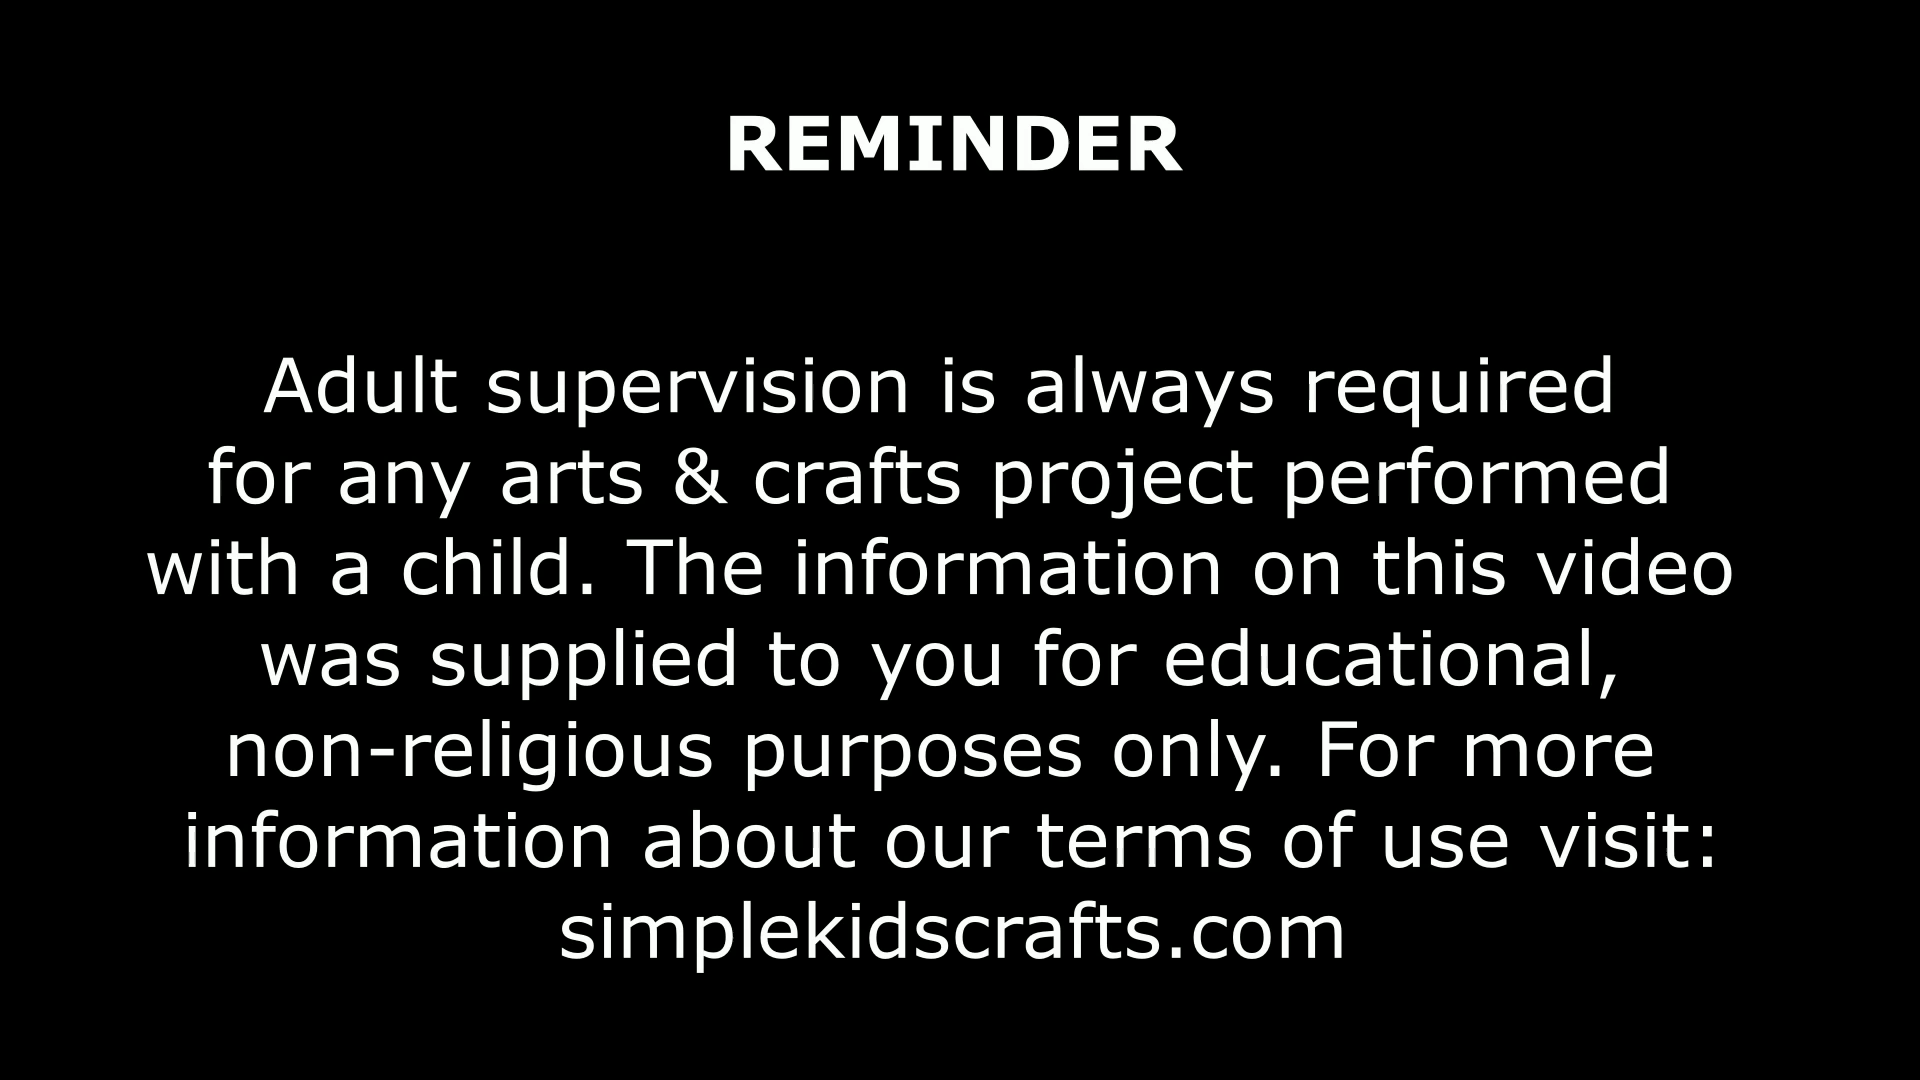 REMINDER
Adult supervision is always required
for any arts & crafts project performed
with a child. The information on this video
was supplied to you for educational,
non-religious purposes only. For more
information about our terms of use visit:
simplekidscrafts.com